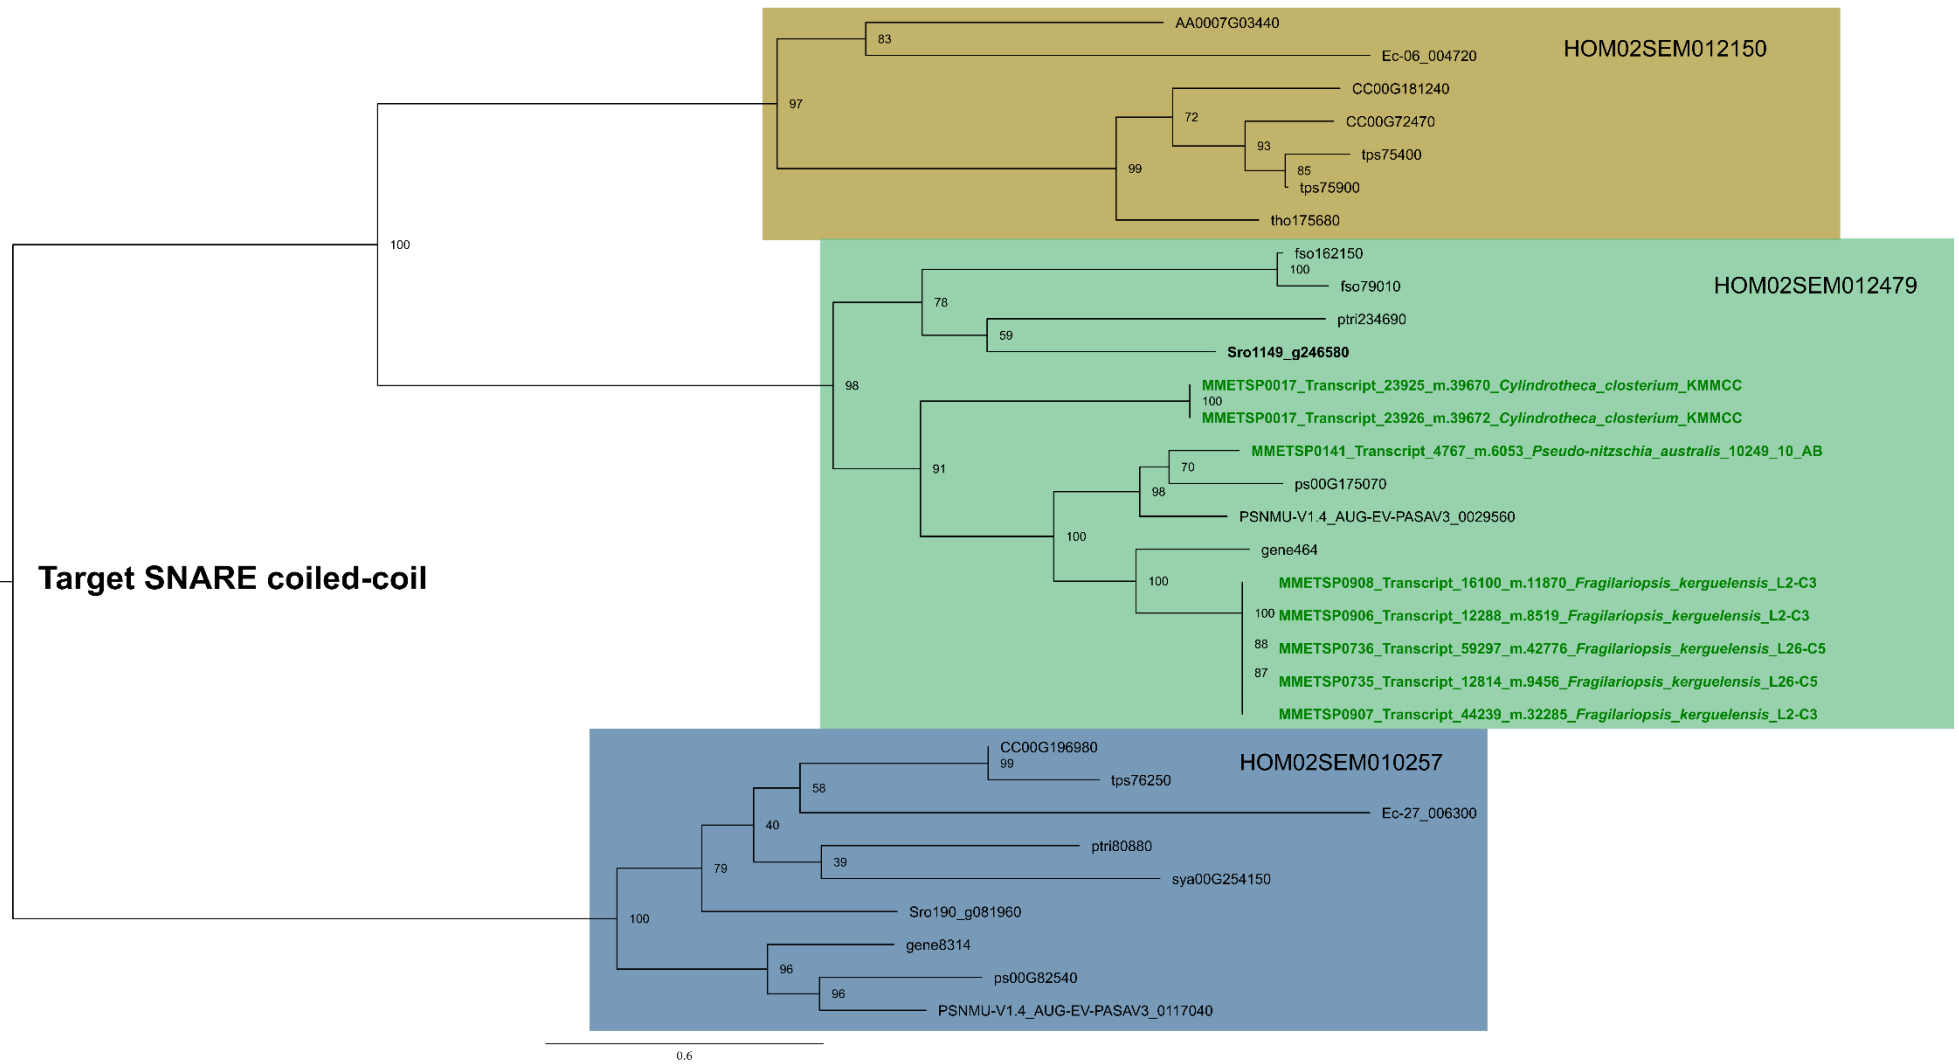 AA0007G03440
83
HOM02SEM012150
Ec-06_004720
CC00G181240
97
72
CC00G72470
93
tps75400
99
85
tps75900
tho175680
100
fso162150
100
HOM02SEM012479
fso79010
78
ptri234690
59
Sro1149_g246580
98
MMETSP0017_Transcript_23925_m.39670_Cylindrotheca_closterium_KMMCC
100
MMETSP0017_Transcript_23926_m.39672_Cylindrotheca_closterium_KMMCC
MMETSP0141_Transcript_4767_m.6053_Pseudo-nitzschia_australis_10249_10_AB
91
70
ps00G175070
98
PSNMU-V1.4_AUG-EV-PASAV3_0029560
100
gene464
Target SNARE coiled-coil
100
MMETSP0908_Transcript_16100_m.11870_Fragilariopsis_kerguelensis_L2-C3
100 MMETSP0906_Transcript_12288_m.8519_Fragilariopsis_kerguelensis_L2-C3
88 MMETSP0736_Transcript_59297_m.42776_Fragilariopsis_kerguelensis_L26-C5
87 MMETSP0735_Transcript_12814_m.9456_Fragilariopsis_kerguelensis_L26-C5
MMETSP0907_Transcript_44239_m.32285_Fragilariopsis_kerguelensis_L2-C3
CC00G196980
99
HOM02SEM010257
tps76250
58
Ec-27_006300
40
ptri80880
39
79
sya00G254150
Sro190_g081960
100
gene8314
96
ps00G82540
96
PSNMU-V1.4_AUG-EV-PASAV3_0117040
0.6